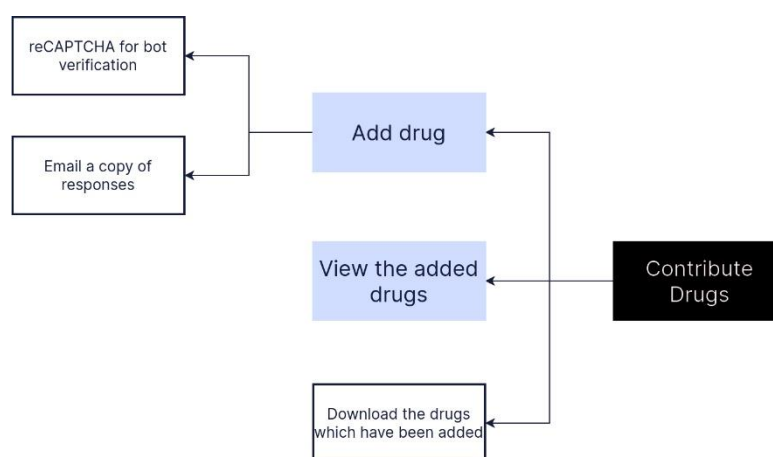 reCAPTCHA for bot
verification
Email a copy of
responses
Add drug
View the added
drugs
Download the drugs
which have been added
Contribute
Drugs